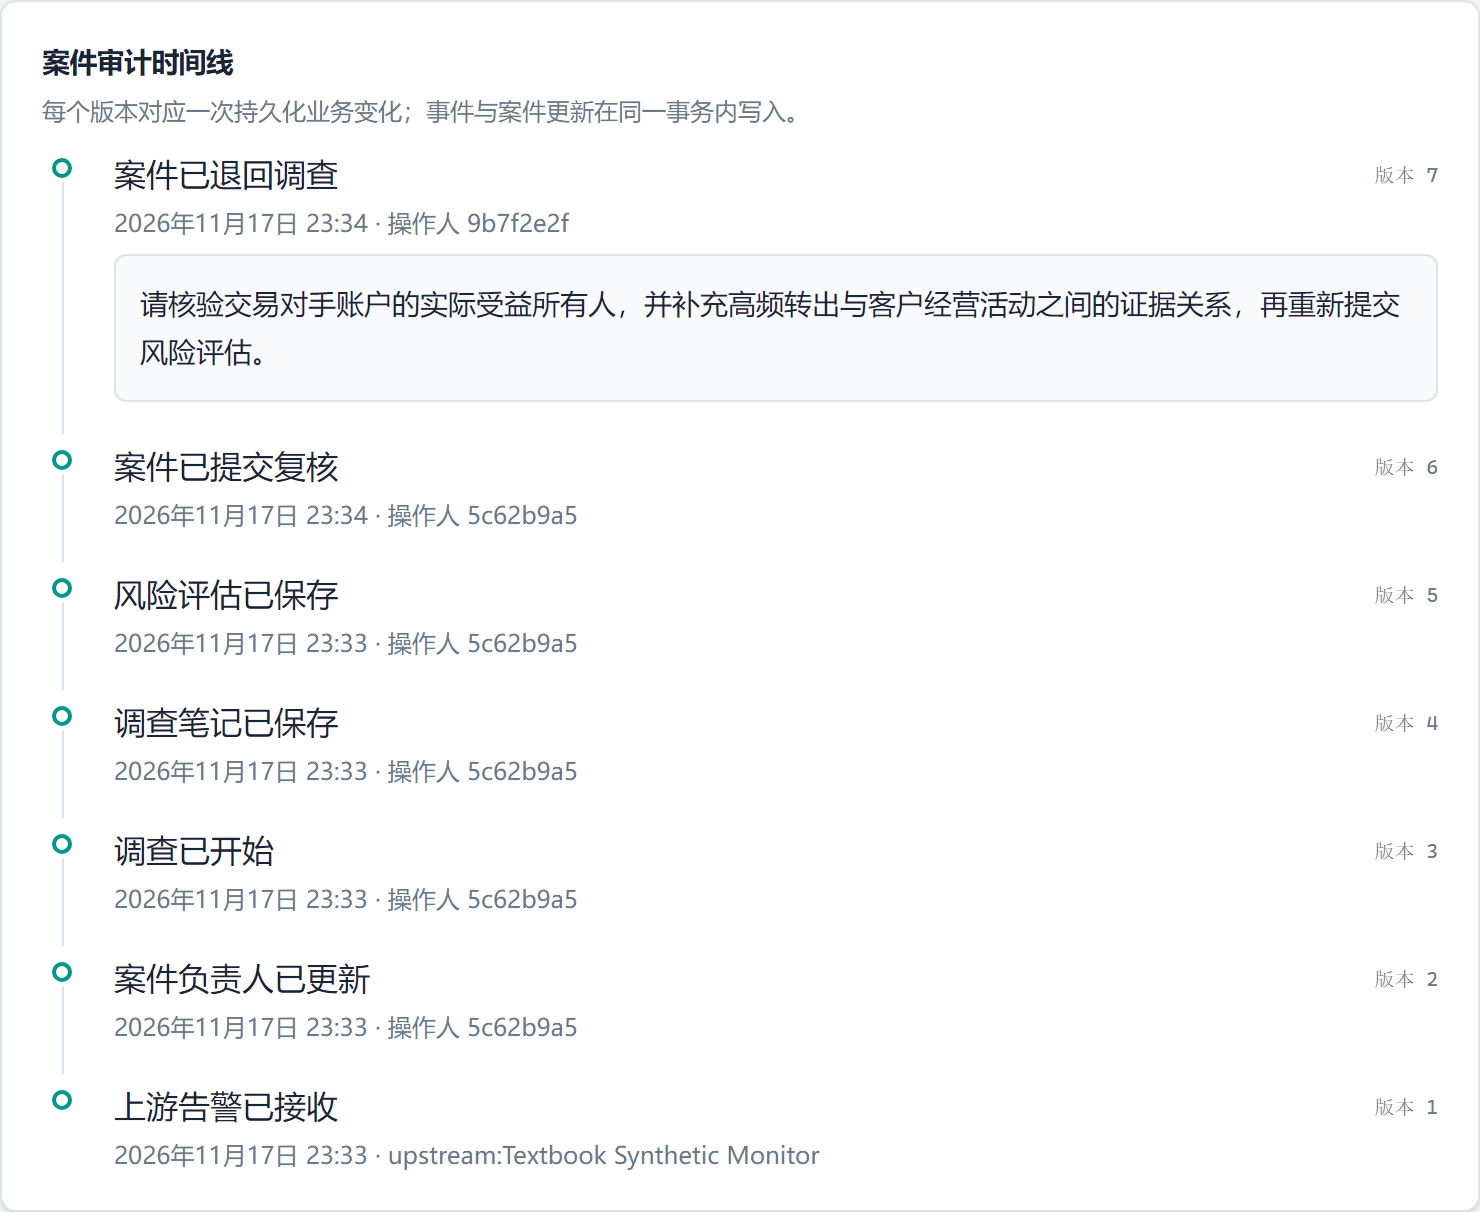 案件审计时间线
每个版本对应一次持久化业务变化；事件与案件更新在同一事务内写入。
案件已退回调查
版本 7
2026年11月17日 23:34 · 操作人 9b7f2e2f
请核验交易对手账户的实际受益所有人，并补充高频转出与客户经营活动之间的证据关系，再重新提交
风险评估。
案件已提交复核
版本 6
2026年11月17日 23:34 · 操作人 5c62b9a5
风险评估已保存
版本 5
2026年11月17日 23:33 · 操作人 5c62b9a5
调查笔记已保存
版本 4
2026年11月17日 23:33 · 操作人 5c62b9a5
调查已开始
版本 3
2026年11月17日 23:33 · 操作人 5c62b9a5
案件负责人已更新
版本 2
2026年11月17日 23:33 · 操作人 5c62b9a5
上游告警已接收
版本 1
2026年11月17日 23:33 · upstream:Textbook Synthetic Monitor